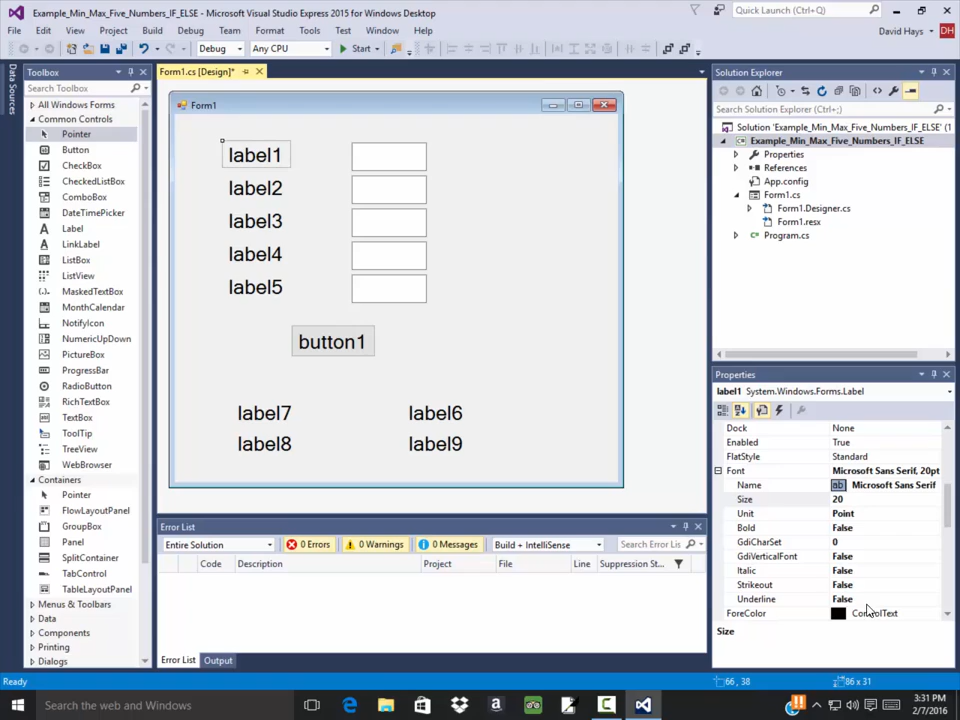 Example_Min_Max_Five_Numbers_IF_ELSE - Microsoft Visual Studio Express 2015 for Windows Desktop
Quick Launch (Ctrl+Q)
File Edit View Project Build Debug Team Format Tools Test Window Help
David Hays DH
Debug Any CPU Start
Data Sources
Toolbox
Search Toolbox
All Windows Forms
Common Controls
Pointer
Button
CheckBox
CheckedListBox
ComboBox
DateTimePicker
Label
LinkLabel
ListBox
ListView
MaskedTextBox
MonthCalendar
NotifyIcon
NumericUpDown
PictureBox
ProgressBar
RadioButton
RichTextBox
TextBox
ToolTip
TreeView
WebBrowser
Containers
Pointer
FlowLayoutPanel
GroupBox
Panel
SplitContainer
TabControl
TableLayoutPanel
Menus & Toolbars
Data
Components
Printing
Dialogs
Form1.cs [Design]*
Form1
label1
label2
label3
label4
label5
button1
label7 label6
label8 label9
Error List
Entire Solution 0 Errors 0 Warnings 0 Messages Build + IntelliSense Search Error Lis
Code Description Project File Line Suppression St...
Error List Output
Solution Explorer
Search Solution Explorer (Ctrl+;)
Solution 'Example_Min_Max_Five_Numbers_IF_ELSE' (1
Example_Min_Max_Five_Numbers_IF_ELSE
Properties
References
App.config
Form1.cs
Form1.Designer.cs
Form1.resx
Program.cs
Properties
label1 System.Windows.Forms.Label
Dock None
Enabled True
FlatStyle Standard
Font Microsoft Sans Serif, 20pt
Name ab Microsoft Sans Serif
Size 20
Unit Point
Bold False
GdiCharSet 0
GdiVerticalFont False
Italic False
Strikeout False
Underline False
ForeColor ControlText
Size
Ready 66 , 38 86 x 31
Search the web and Windows
3:31 PM
2/7/2016